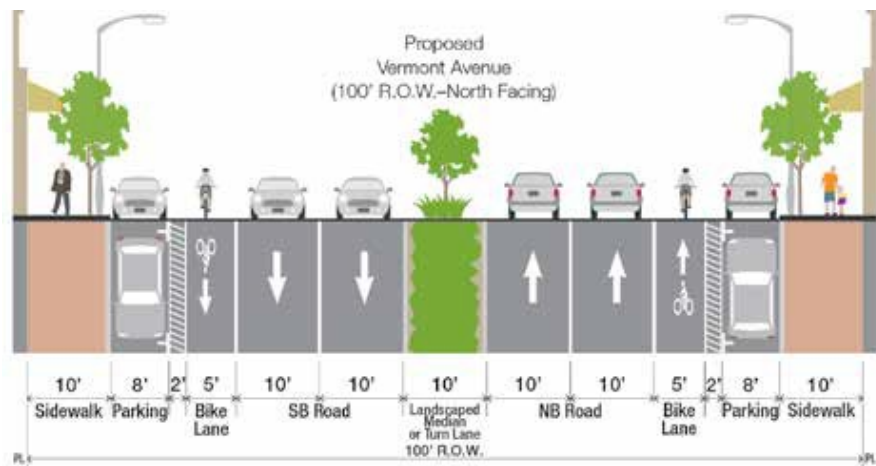 Proposed
Vermont Avenue
(100' R.O.W.–North Facing)
10' 8' 2' 5' 10' 10' 10' 10' 10' 5' 2' 8' 10'
Sidewalk Parking Bike Lane SB Road Landscaped Median or Turn Lane NB Road Bike Lane Parking Sidewalk
100' R.O.W.
PL PL